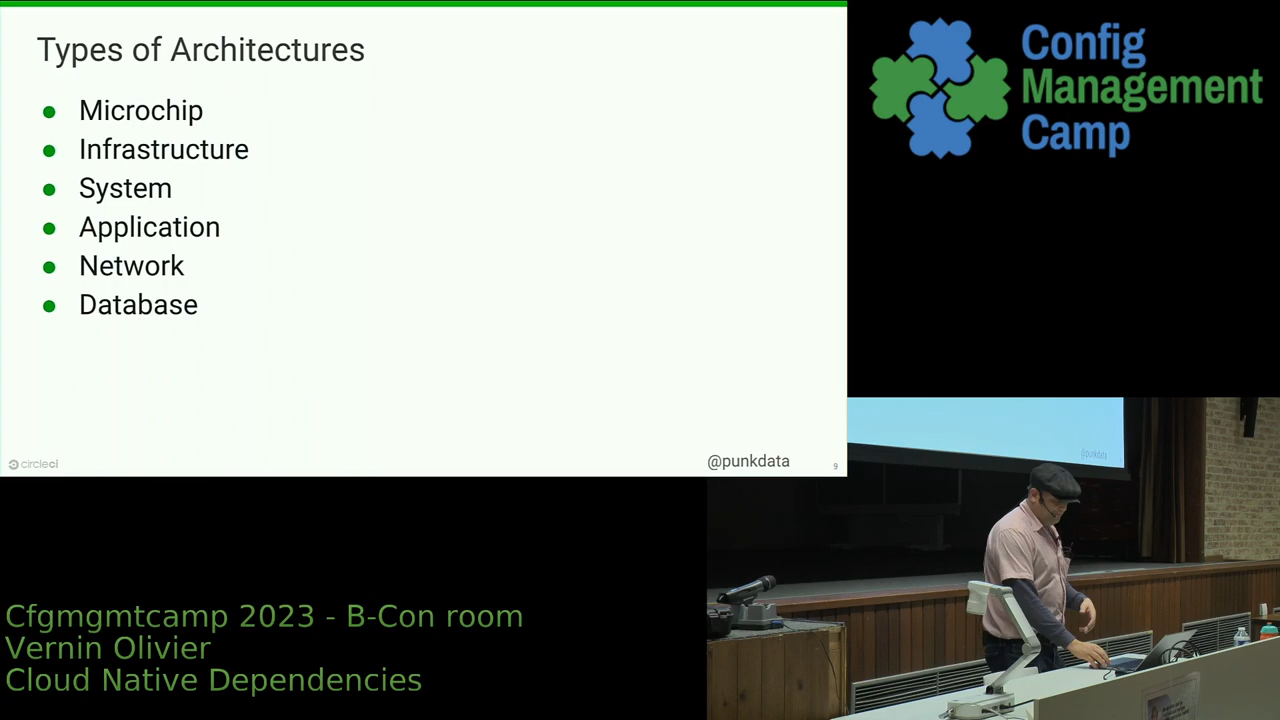 Types of Architectures
Microchip
Infrastructure
System
Application
Network
Database
circleci
@punkdata
9
Config
Management
Camp
@punkdata
Cfgmgmtcamp 2023 - B-Con room
Vernin Olivier
Cloud Native Dependencies